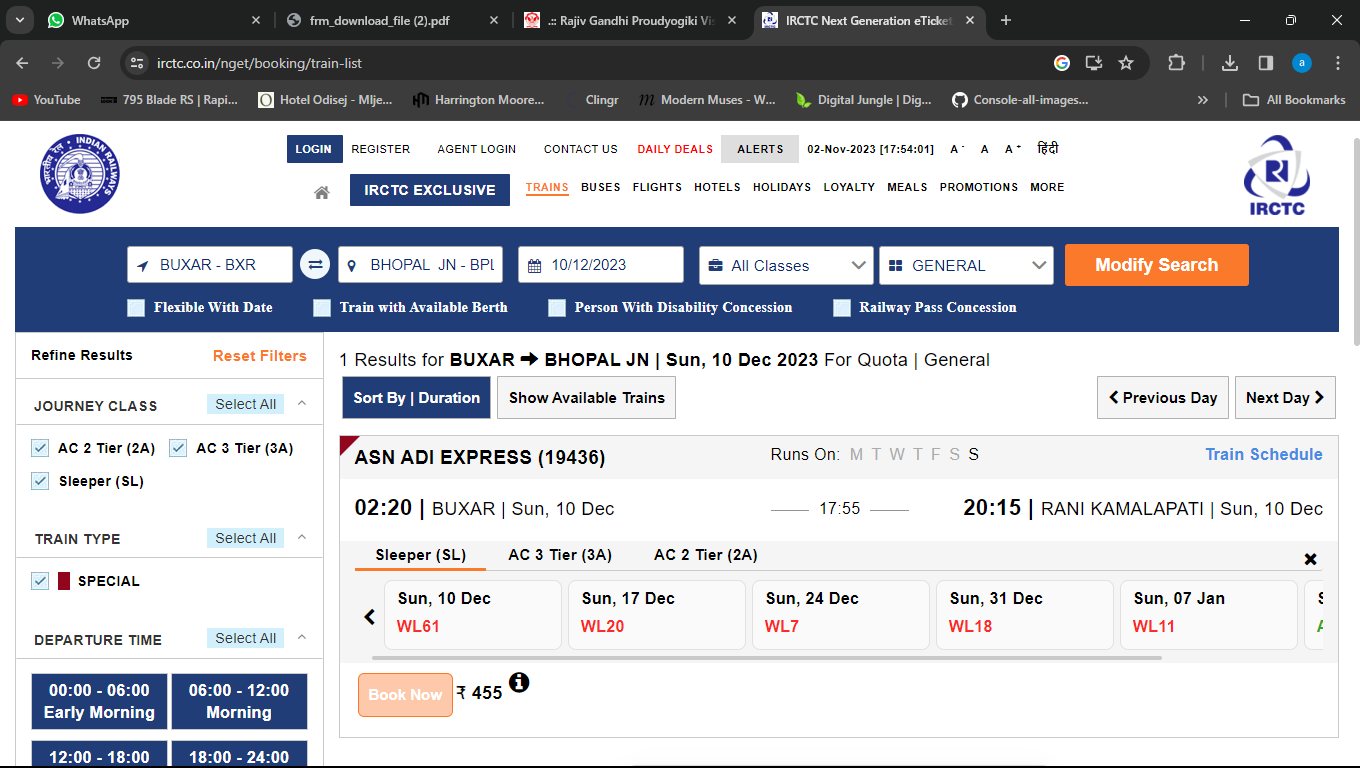 WhatsApp
frm_download_file (2).pdf
.:: Rajiv Gandhi Proudyogiki Vis
IRCTC Next Generation eTicket
irctc.co.in/nget/booking/train-list
a
YouTube
795 Blade RS | Rapi...
Hotel Odisej - Mlje...
Harrington Moore...
Clingr
Modern Muses - W...
Digital Jungle | Dig...
Console-all-images...
All Bookmarks
LOGIN REGISTER AGENT LOGIN CONTACT US DAILY DEALS ALERTS 02-Nov-2023 [17:54:01] A - A A + हिंदी
IRCTC EXCLUSIVE TRAINS BUSES FLIGHTS HOTELS HOLIDAYS LOYALTY MEALS PROMOTIONS MORE
INDIAN RAILWAYS
भारतीय रेल
IRCTC
BUXAR - BXR
BHOPAL JN - BPL
10/12/2023
All Classes
GENERAL
Modify Search
Flexible With Date
Train with Available Berth
Person With Disability Concession
Railway Pass Concession
Refine Results Reset Filters
JOURNEY CLASS Select All
AC 2 Tier (2A) AC 3 Tier (3A)
Sleeper (SL)
TRAIN TYPE Select All
SPECIAL
DEPARTURE TIME Select All
00:00 - 06:00
Early Morning
06:00 - 12:00
Morning
12:00 - 18:00
18:00 - 24:00
1 Results for BUXAR ➞ BHOPAL JN | Sun, 10 Dec 2023 For Quota | General
Sort By | Duration Show Available Trains Previous Day Next Day
ASN ADI EXPRESS (19436) Runs On: M T W T F S S Train Schedule
02:20 | BUXAR | Sun, 10 Dec 17:55 20:15 | RANI KAMALAPATI | Sun, 10 Dec
Sleeper (SL) AC 3 Tier (3A) AC 2 Tier (2A)
Sun, 10 Dec
WL61
Sun, 17 Dec
WL20
Sun, 24 Dec
WL7
Sun, 31 Dec
WL18
Sun, 07 Jan
WL11
Book Now ₹ 455